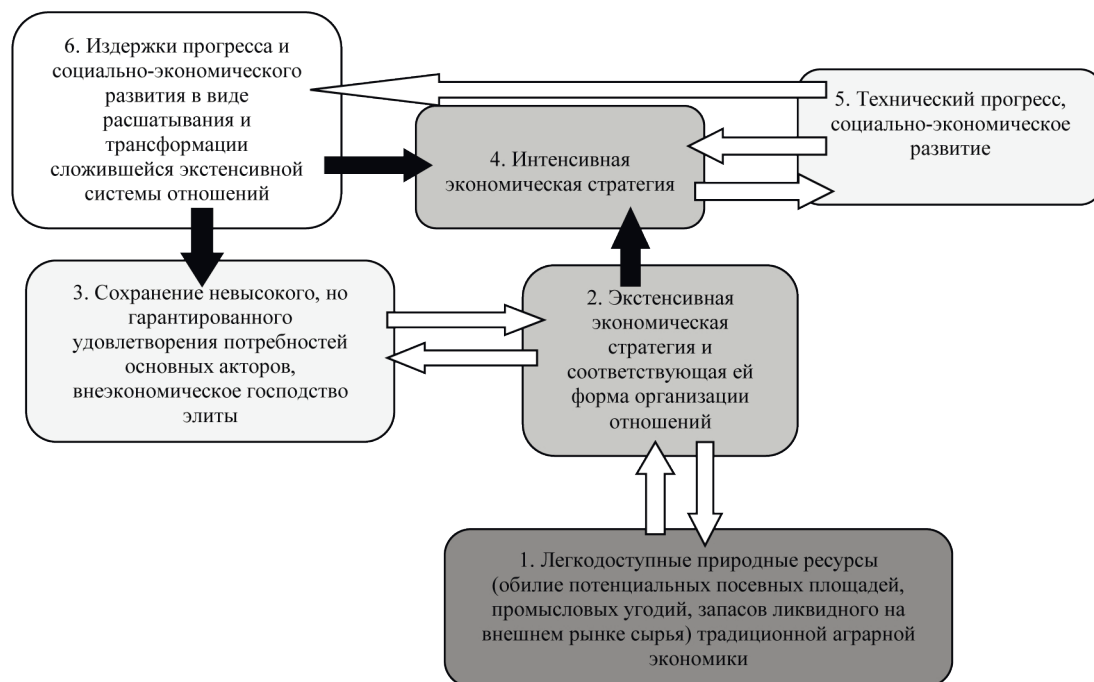 6. Издержки прогресса и
социально-экономического
развития в виде
расшатывания и
трансформации
сложившейся экстенсивной
системы отношений
5. Технический прогресс,
социально-экономическое
развитие
4. Интенсивная
экономическая стратегия
3. Сохранение невысокого, но
гарантированного
удовлетворения потребностей
основных акторов,
внеэкономическое господство
элиты
2. Экстенсивная
экономическая
стратегия и
соответствующая ей
форма организации
отношений
1. Легкодоступные природные ресурсы
(обилие потенциальных посевных площадей,
промысловых угодий, запасов ликвидного на
внешнем рынке сырья) традиционной аграрной
экономики